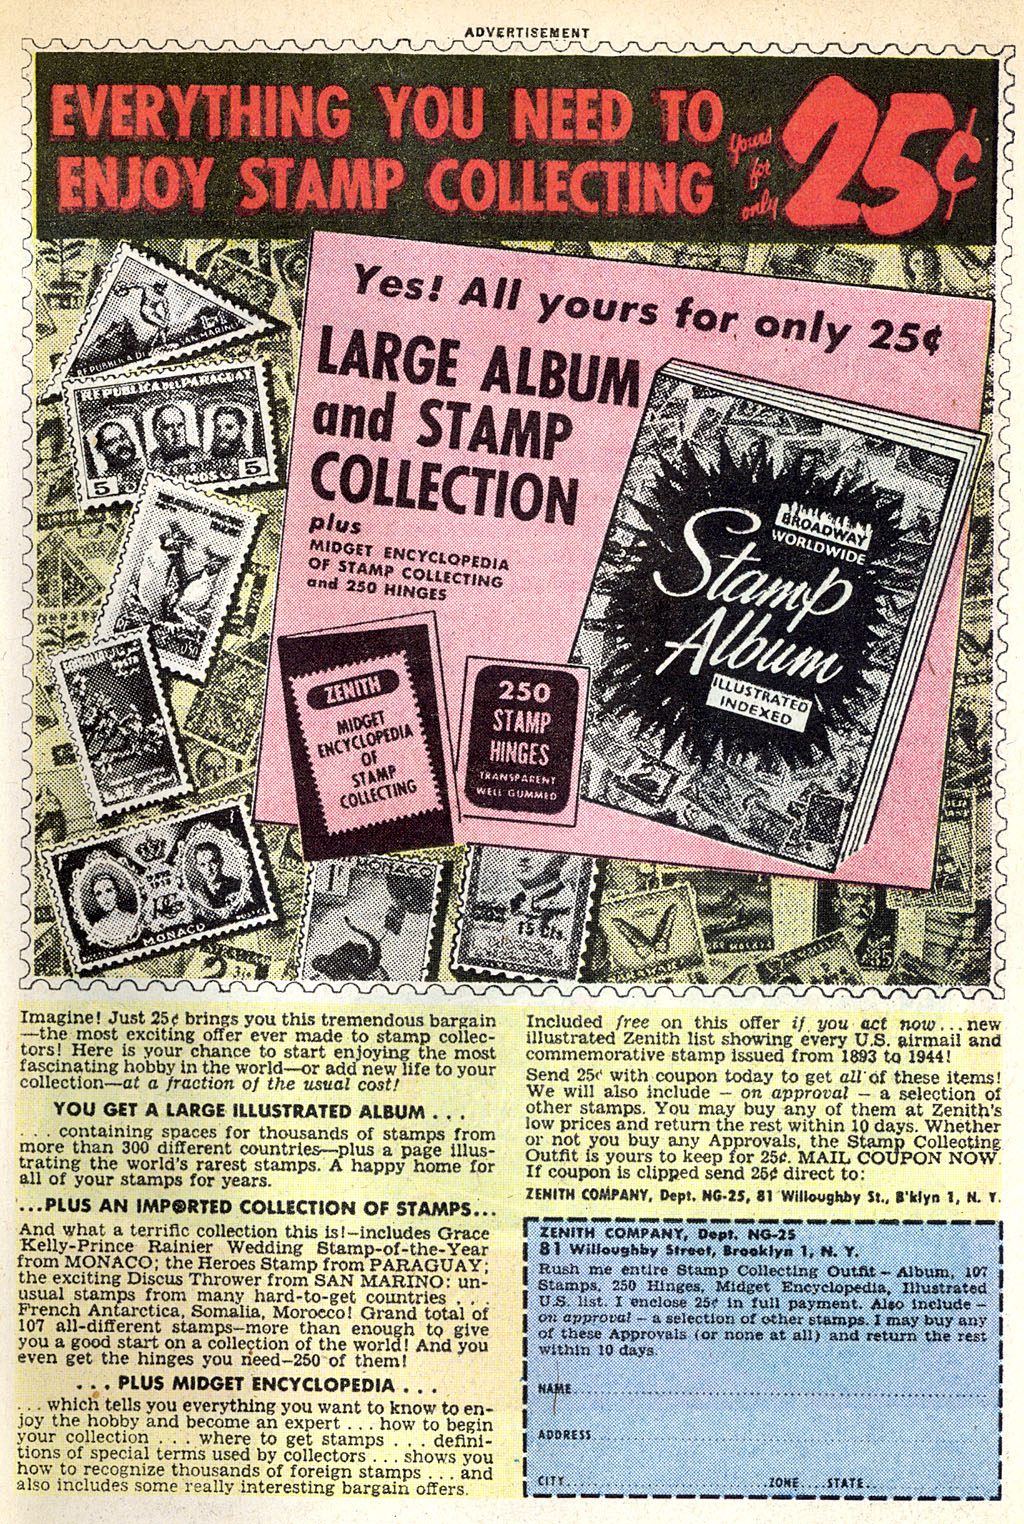 ADVERTISEMENT
EVERYTHING YOU NEED TO
ENJOY STAMP COLLECTING
Yours
for
only
25¢
Yes! All yours for only 25¢
LARGE ALBUM
and STAMP
COLLECTION
plus
MIDGET ENCYCLOPEDIA
OF STAMP COLLECTING
and 250 HINGES
BROADWAY
WORLDWIDE
Stamp
Album
ILLUSTRATED
INDEXED
ZENITH
MIDGET
ENCYCLOPEDIA
OF
STAMP
COLLECTING
250
STAMP
HINGES
TRANSPARENT
WELL GUMMED
SAN MARINO
REPUBLICA DEL PARAGUAY
5
5
MONACO
1F
MONACO
15 Cts.
Imagine! Just 25¢ brings you this tremendous bargain
—the most exciting offer ever made to stamp collec-
tors! Here is your chance to start enjoying the most
fascinating hobby in the world—or add new life to your
collection—at a fraction of the usual cost!
YOU GET A LARGE ILLUSTRATED ALBUM . . .
. . . containing spaces for thousands of stamps from
more than 300 different countries—plus a page illus-
trating the world's rarest stamps. A happy home for
all of your stamps for years.
...PLUS AN IMPORTED COLLECTION OF STAMPS...
And what a terrific collection this is!—includes Grace
Kelly-Prince Rainier Wedding Stamp-of-the-Year
from MONACO; the Heroes Stamp from PARAGUAY;
the exciting Discus Thrower from SAN MARINO: un-
usual stamps from many hard-to-get countries . . .
French Antarctica, Somalia, Morocco! Grand total of
107 all-different stamps—more than enough to give
you a good start on a collection of the world! And you
even get the hinges you need—250 of them!
. . . PLUS MIDGET ENCYCLOPEDIA . . .
. . . which tells you everything you want to know to en-
joy the hobby and become an expert . . . how to begin
your collection . . . where to get stamps . . . defini-
tions of special terms used by collectors . . . shows you
how to recognize thousands of foreign stamps . . . and
also includes some really interesting bargain offers.
Included free on this offer if you act now...new
illustrated Zenith list showing every U.S. airmail and
commemorative stamp issued from 1893 to 1944!
Send 25¢ with coupon today to get all of these items!
We will also include — on approval — a selection of
other stamps. You may buy any of them at Zenith's
low prices and return the rest within 10 days. Whether
or not you buy any Approvals, the Stamp Collecting
Outfit is yours to keep for 25¢. MAIL COUPON NOW.
If coupon is clipped send 25¢ direct to:
ZENITH COMPANY, Dept. NG-25, 81 Willoughby St., B'klyn 1, N. Y.
ZENITH COMPANY, Dept. NG-25
81 Willoughby Street, Brooklyn 1, N. Y.
Rush me entire Stamp Collecting Outfit — Album, 107
Stamps, 250 Hinges, Midget Encyclopedia, Illustrated
U.S. list. I enclose 25¢ in full payment. Also include —
on approval — a selection of other stamps. I may buy any
of these Approvals (or none at all) and return the rest
within 10 days.
NAME
ADDRESS
CITY ZONE STATE